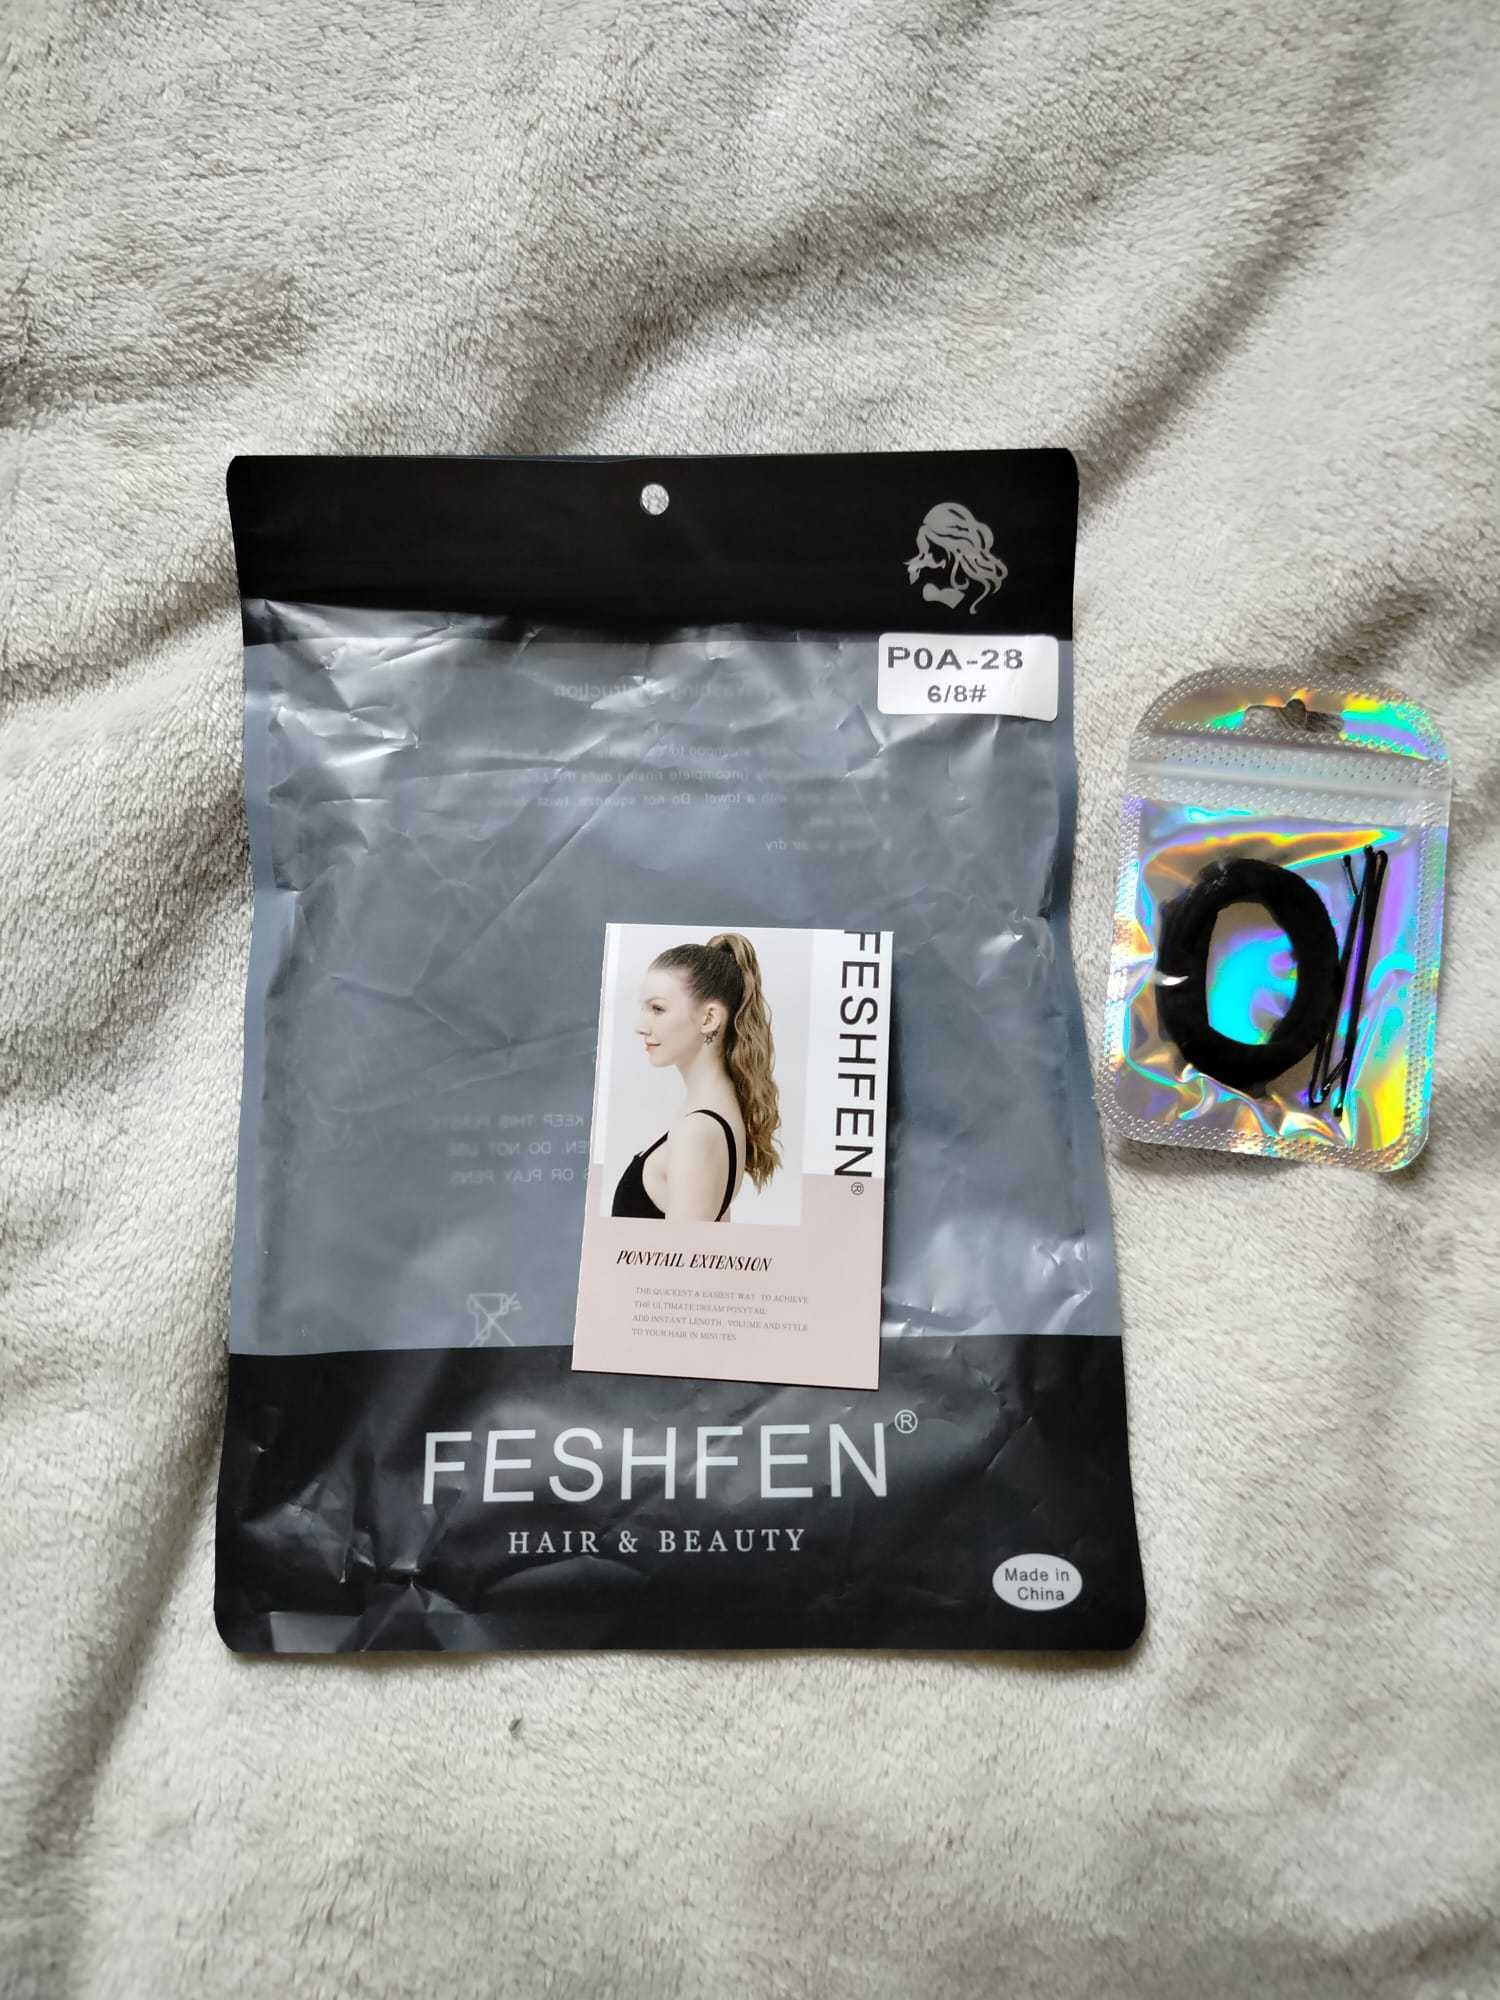 P0A-28
6/8#
FESHFEN®
PONYTAIL EXTENSION
THE QUICKEST & EASIEST WAY TO ACHIEVE
THE ULTIMATE DREAM PONYTAIL
ADD INSTANT LENGTH, VOLUME AND STYLE
TO YOUR HAIR IN MINUTES
FESHFEN®
HAIR & BEAUTY
Made in
China